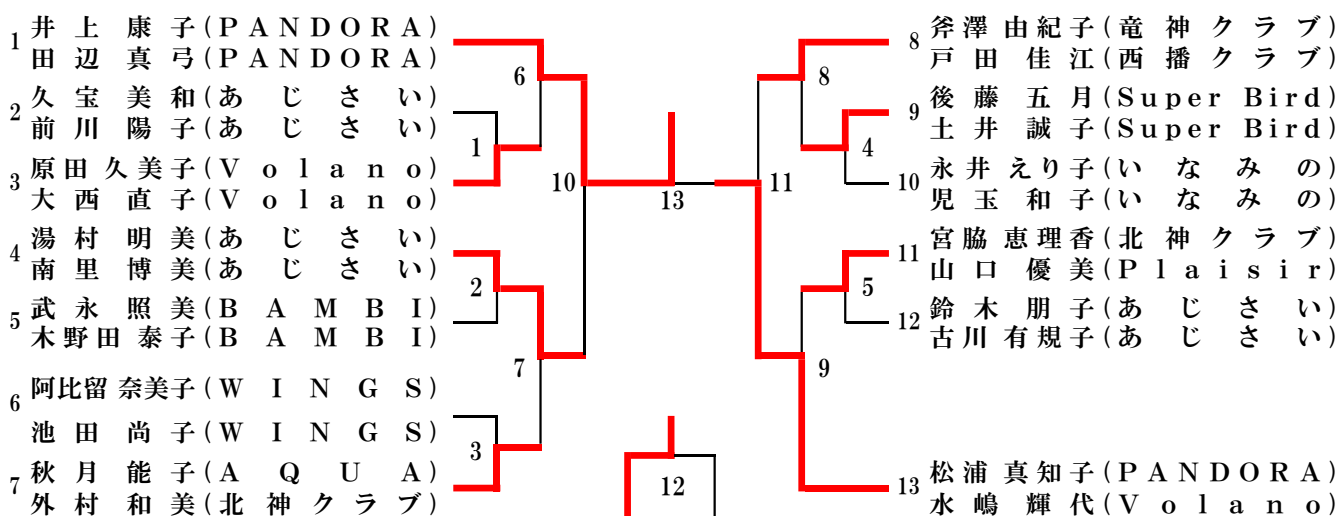 1 井上康子(PANDORA)
田辺真弓(PANDORA)
2 久宝美和(あじさい)
前川陽子(あじさい)
3 原田久美子(Volano)
大西直子(Volano)
4 湯村明美(あじさい)
南里博美(あじさい)
5 武永照美(BAMBI)
木野田泰子(BAMBI)
6 阿比留奈美子(WINGS)
池田尚子(WINGS)
7 秋月能子(AQUA)
外村和美(北神クラブ)
6
1
10
2
7
3
13
12
8
4
11
5
9
8 斧澤由紀子(竜神クラブ)
戸田佳江(西播クラブ)
9 後藤五月(Super Bird)
土井誠子(Super Bird)
10 永井えり子(いなみの)
児玉和子(いなみの)
11 宮脇恵理香(北神クラブ)
山口優美(Plaisir)
12 鈴木朋子(あじさい)
古川有規子(あじさい)
13 松浦真知子(PANDORA)
水嶋輝代(Volano)